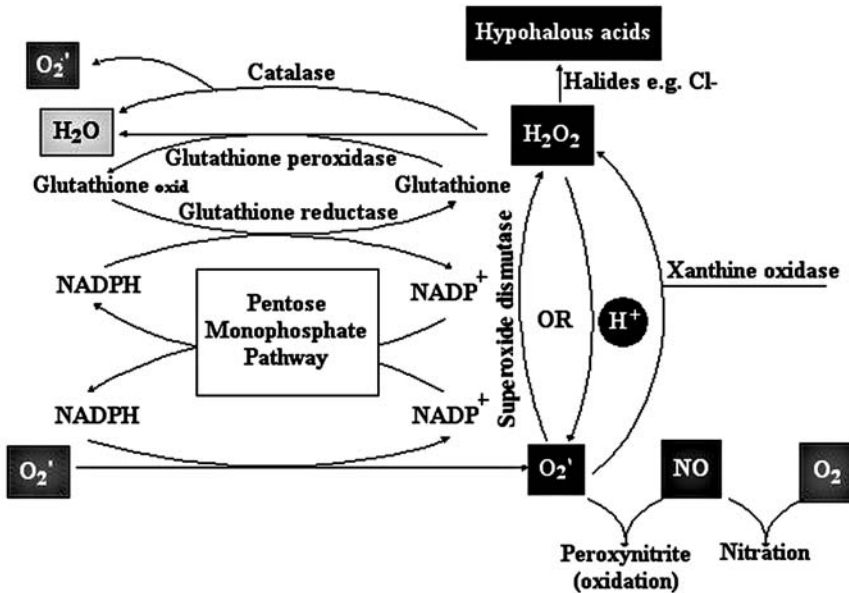 Hypohalous acids
O₂'
Catalase
Halides e.g. Cl-
H₂O
H₂O₂
Glutathione peroxidase
Glutathione oxid
Glutathione
Glutathione reductase
Superoxide dismutase
Xanthine oxidase
NADPH
Pentose
Monophosphate
Pathway
NADP⁺
OR
H⁺
NADPH
NADP⁺
O₂'
O₂'
NO
O₂
Peroxynitrite
(oxidation)
Nitration